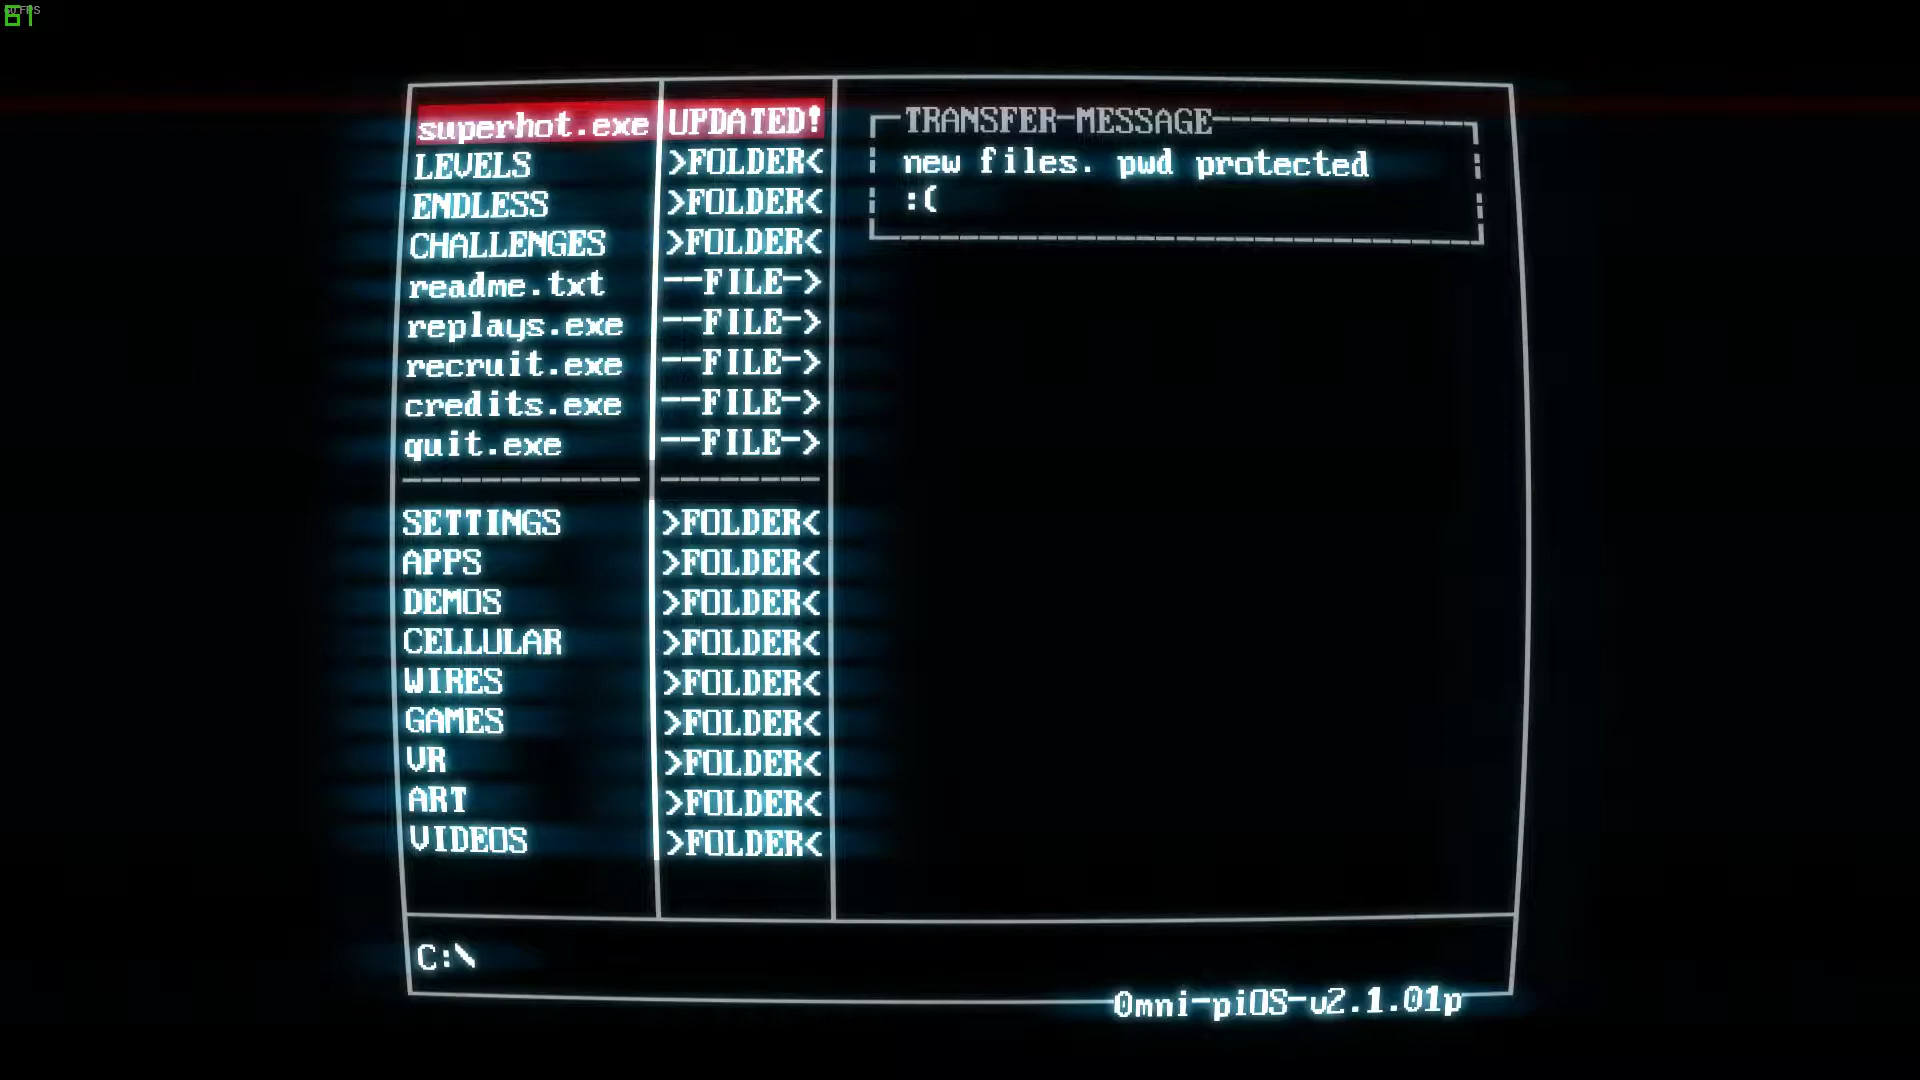 61 FPS
superhot.exe UPDATED!
LEVELS >FOLDER<
ENDLESS >FOLDER<
CHALLENGES >FOLDER<
readme.txt --FILE->
replays.exe --FILE->
recruit.exe --FILE->
credits.exe --FILE->
quit.exe --FILE->
SETTINGS >FOLDER<
APPS >FOLDER<
DEMOS >FOLDER<
CELLULAR >FOLDER<
WIRES >FOLDER<
GAMES >FOLDER<
VR >FOLDER<
ART >FOLDER<
VIDEOS >FOLDER<
TRANSFER-MESSAGE
new files. pwd protected
:(
C:\
Omni-piOS-v2.1.01p